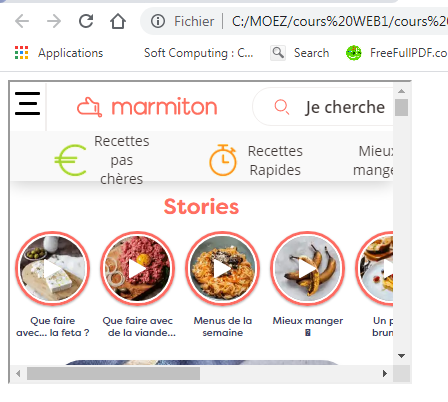 Fichier | C:/MOEZ/cours%20WEB1/cours%20
Applications Soft Computing : C... Search FreeFullPDF.co
marmiton Je cherche
Recettes pas chères
Recettes Rapides
Mieux mange
Stories
Que faire avec... la feta ?
Que faire avec de la viande...
Menus de la semaine
Mieux manger
Un p brun